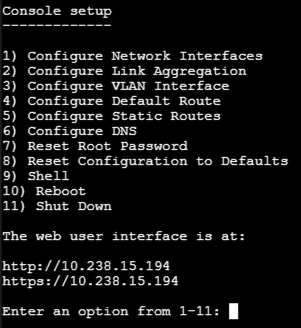 Console setup
-------------
1) Configure Network Interfaces
2) Configure Link Aggregation
3) Configure VLAN Interface
4) Configure Default Route
5) Configure Static Routes
6) Configure DNS
7) Reset Root Password
8) Reset Configuration to Defaults
9) Shell
10) Reboot
11) Shut Down
The web user interface is at:
http://10.238.15.194
https://10.238.15.194
Enter an option from 1-11: